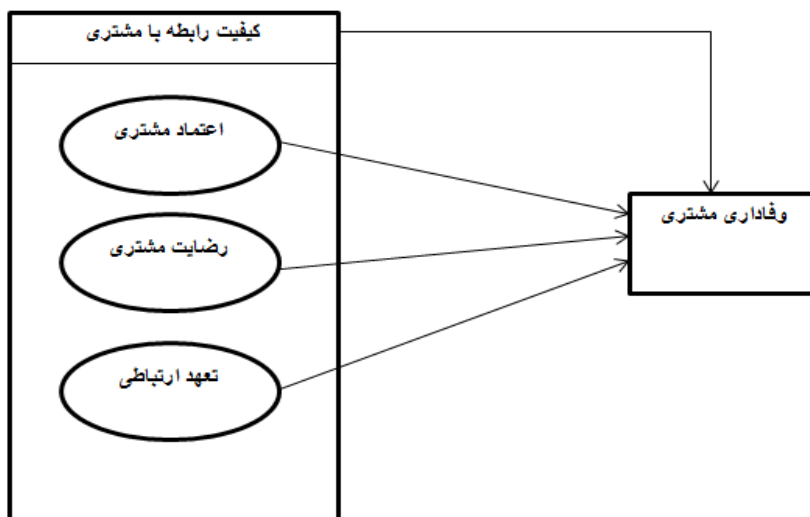 کیفیت رابطه با مشتری
اعتماد مشتری
رضایت مشتری
تعهد ارتباطی
وفاداری مشتری